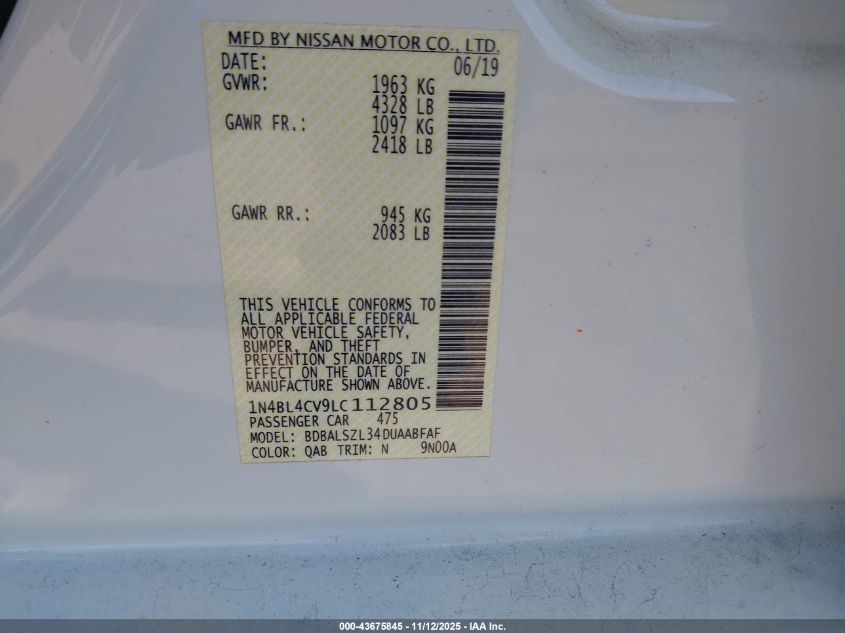 MFD BY NISSAN MOTOR CO., LTD.
DATE: 06/19
GVWR: 1963 KG
4328 LB
GAWR FR.: 1097 KG
2418 LB
GAWR RR.: 945 KG
2083 LB
THIS VEHICLE CONFORMS TO
ALL APPLICABLE FEDERAL
MOTOR VEHICLE SAFETY,
BUMPER, AND THEFT
PREVENTION STANDARDS IN
EFFECT ON THE DATE OF
MANUFACTURE SHOWN ABOVE.
1N4BL4CV9LC112805
PASSENGER CAR 475
MODEL: BDBALSZL34DUAABFAF
COLOR: QAB TRIM: N 9N00A
000-43675845 - 11/12/2025 - IAA Inc.